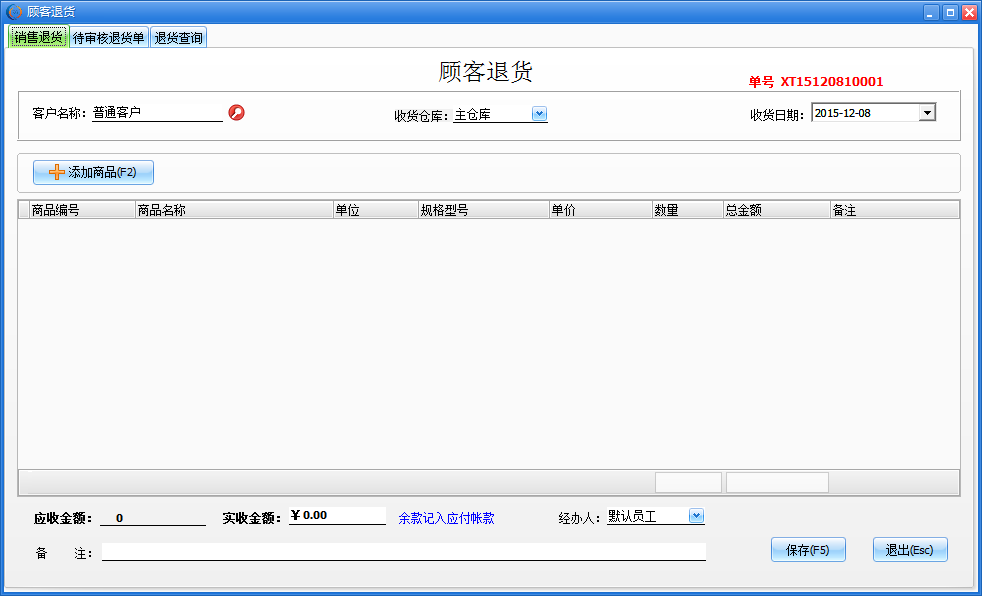 顾客退货
销售退货 待审核退货单 退货查询
顾客退货
单号 XT15120810001
客户名称： 普通客户 收货仓库： 主仓库 收货日期： 2015-12-08
添加商品(F2)
商品编号 商品名称 单位 规格型号 单价 数量 总金额 备注
应收金额： 0 实收金额： ¥ 0.00 余款记入应付帐款 经办人： 默认员工
备 注： 保存(F5) 退出(Esc)